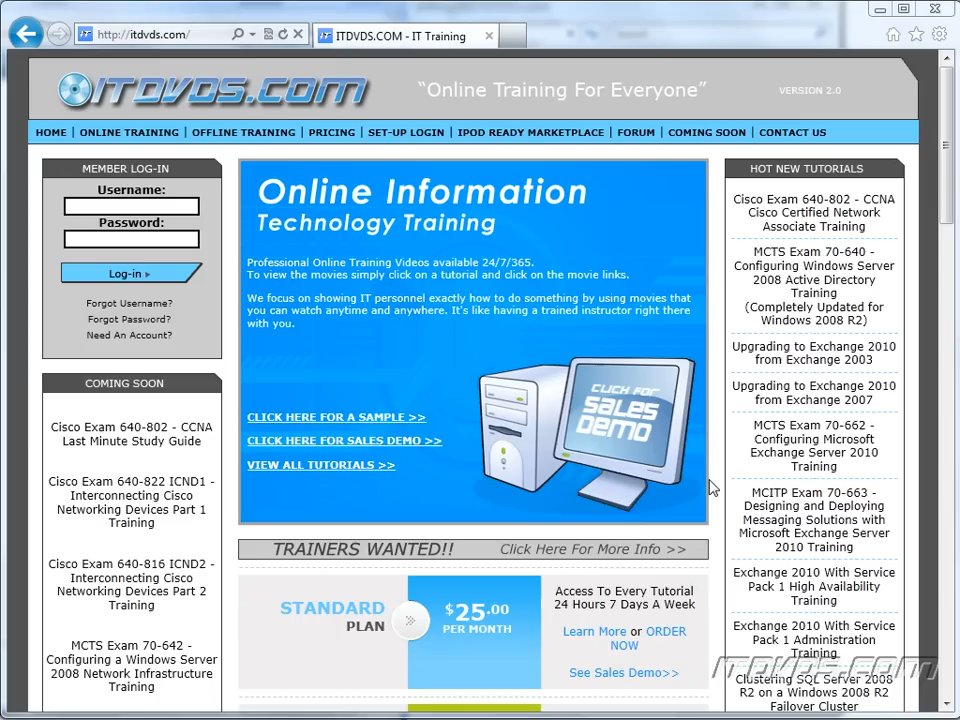 http://itdvds.com/
ITDVDS.COM - IT Training
ITDVDS.COM
“Online Training For Everyone”
VERSION 2.0
HOME | ONLINE TRAINING | OFFLINE TRAINING | PRICING | SET-UP LOGIN | IPOD READY MARKETPLACE | FORUM | COMING SOON | CONTACT US
MEMBER LOG-IN
Username:
Password:
Log-in
Forgot Username?
Forgot Password?
Need An Account?
COMING SOON
Cisco Exam 640-802 - CCNA
Last Minute Study Guide
Cisco Exam 640-822 ICND1 -
Interconnecting Cisco
Networking Devices Part 1
Training
Cisco Exam 640-816 ICND2 -
Interconnecting Cisco
Networking Devices Part 2
Training
MCTS Exam 70-642 -
Configuring a Windows Server
2008 Network Infrastructure
Training
Online Information
Technology Training
Professional Online Training Videos available 24/7/365.
To view the movies simply click on a tutorial and click on the movie links.
We focus on showing IT personnel exactly how to do something by using movies that
you can watch anytime and anywhere. It's like having a trained instructor right there
with you.
CLICK HERE FOR A SAMPLE >>
CLICK HERE FOR SALES DEMO >>
VIEW ALL TUTORIALS >>
CLICK FOR
SALES
DEMO
TRAINERS WANTED!! Click Here For More Info >>
STANDARD
PLAN
$25.00
PER MONTH
Access To Every Tutorial
24 Hours 7 Days A Week
Learn More or ORDER
NOW
See Sales Demo>>
HOT NEW TUTORIALS
Cisco Exam 640-802 - CCNA
Cisco Certified Network
Associate Training
MCTS Exam 70-640 -
Configuring Windows Server
2008 Active Directory
Training
(Completely Updated for
Windows 2008 R2)
Upgrading to Exchange 2010
from Exchange 2003
Upgrading to Exchange 2010
from Exchange 2007
MCTS Exam 70-662 -
Configuring Microsoft
Exchange Server 2010
Training
MCITP Exam 70-663 -
Designing and Deploying
Messaging Solutions with
Microsoft Exchange Server
2010 Training
Exchange 2010 With Service
Pack 1 High Availability
Training
Exchange 2010 With Service
Pack 1 Administration
Training
Clustering SQL Server 2008
R2 on a Windows 2008 R2
Failover Cluster
ITDVDS.COM